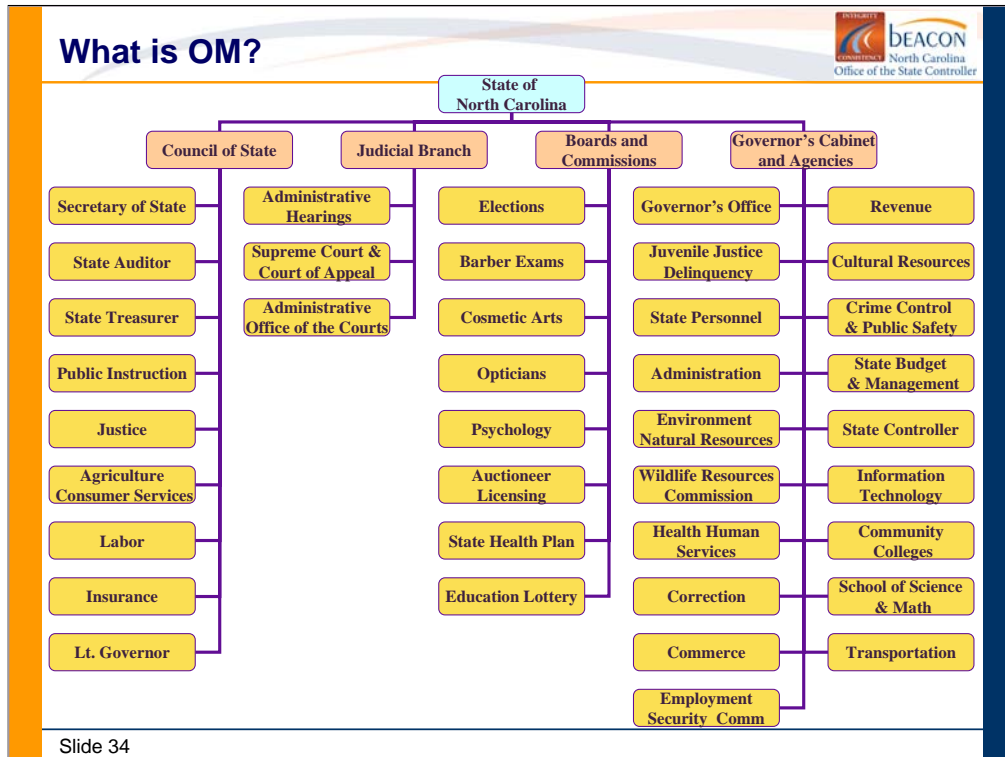 What is OM?
INTEGRITY
CONSISTENCY
bEACON
North Carolina
Office of the State Controller
State of
North Carolina
Council of State
Judicial Branch
Boards and
Commissions
Governor's Cabinet
and Agencies
Secretary of State
State Auditor
State Treasurer
Public Instruction
Justice
Agriculture
Consumer Services
Labor
Insurance
Lt. Governor
Administrative
Hearings
Supreme Court &
Court of Appeal
Administrative
Office of the Courts
Elections
Barber Exams
Cosmetic Arts
Opticians
Psychology
Auctioneer
Licensing
State Health Plan
Education Lottery
Governor's Office
Juvenile Justice
Delinquency
State Personnel
Administration
Environment
Natural Resources
Wildlife Resources
Commission
Health Human
Services
Correction
Commerce
Employment
Security Comm
Revenue
Cultural Resources
Crime Control
& Public Safety
State Budget
& Management
State Controller
Information
Technology
Community
Colleges
School of Science
& Math
Transportation
Slide 34